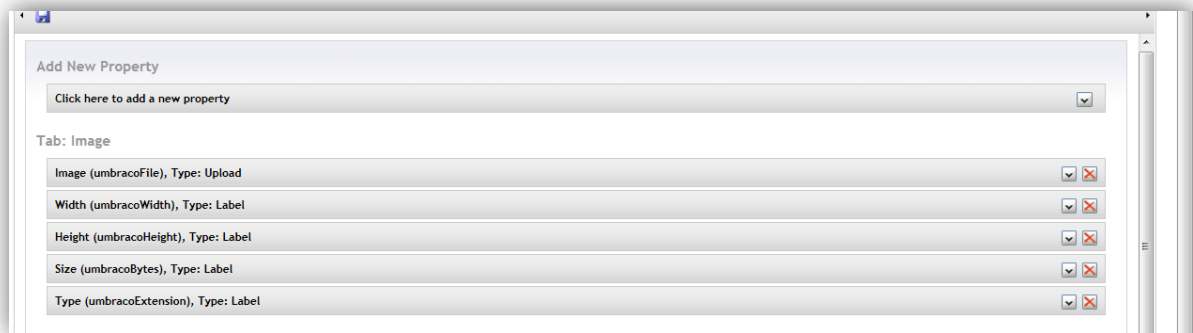 Add New Property
Click here to add a new property
Tab: Image
Image (umbracoFile), Type: Upload
Width (umbracoWidth), Type: Label
Height (umbracoHeight), Type: Label
Size (umbracoBytes), Type: Label
Type (umbracoExtension), Type: Label